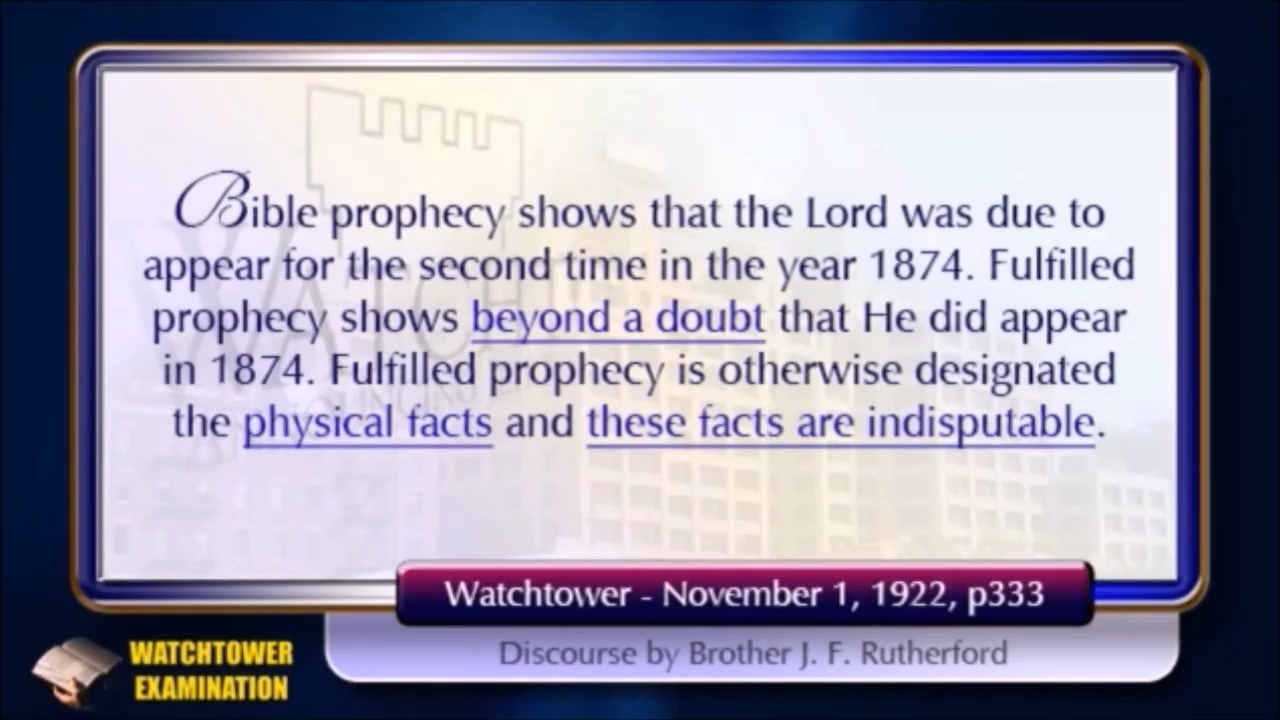 Bible prophecy shows that the Lord was due to
appear for the second time in the year 1874. Fulfilled
prophecy shows beyond a doubt that He did appear
in 1874. Fulfilled prophecy is otherwise designated
the physical facts and these facts are indisputable.
Watchtower - November 1, 1922, p333
Discourse by Brother J. F. Rutherford
WATCHTOWER
EXAMINATION